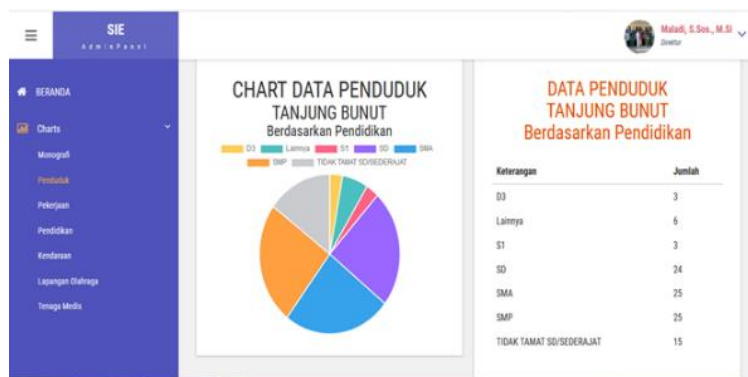 SIE
AdminPanel
Maladi, S.Sos., M.SI
Direktur
BERANDA
Charts
Monografi
Penduduk
Pekerjaan
Pendidikan
Kendaraan
Lapangan Olahraga
Tenaga Medis
CHART DATA PENDUDUK
TANJUNG BUNUT
Berdasarkan Pendidikan
D3 Lainnya S1 SD SMA
SMP TIDAK TAMAT SD/SEDERAJAT
DATA PENDUDUK
TANJUNG BUNUT
Berdasarkan Pendidikan
Keterangan Jumlah
D3 3
Lainnya 6
S1 3
SD 24
SMA 25
SMP 25
TIDAK TAMAT SD/SEDERAJAT 15